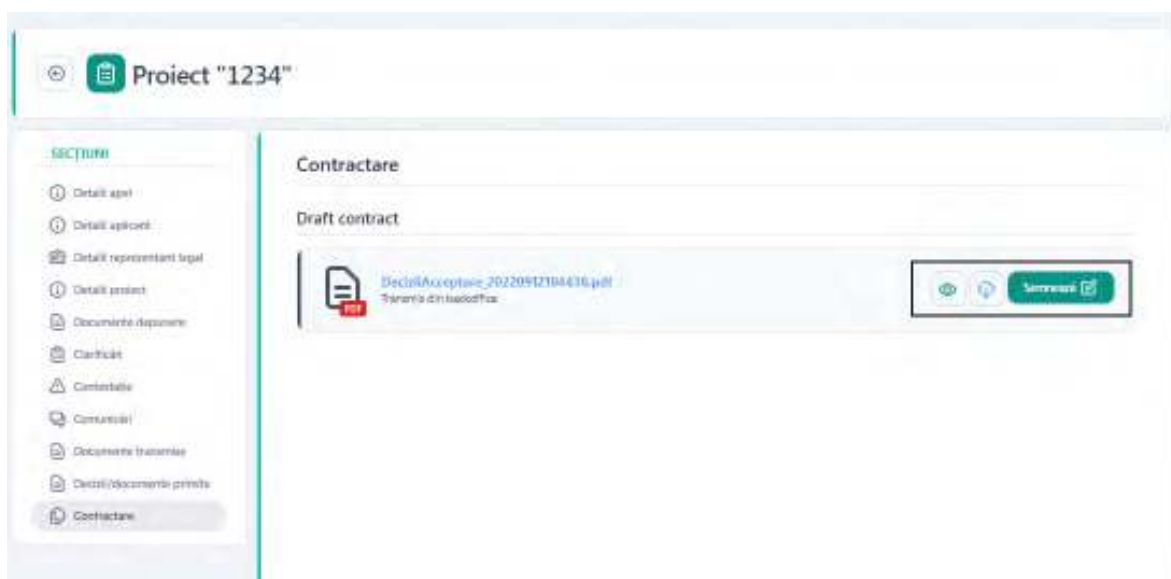 Proiect "1234"
SECȚIUNI
Detalii apel
Detalii aplicant
Detalii reprezentant legal
Detalii proiect
Documente depunere
Clarificări
Contestație
Comunicări
Documente transmise
Decizii/documente primite
Contractare
Contractare
Draft contract
DeciziiAcceptare_20220912104436.pdf
Transmis din backoffice
PDF
Semnează